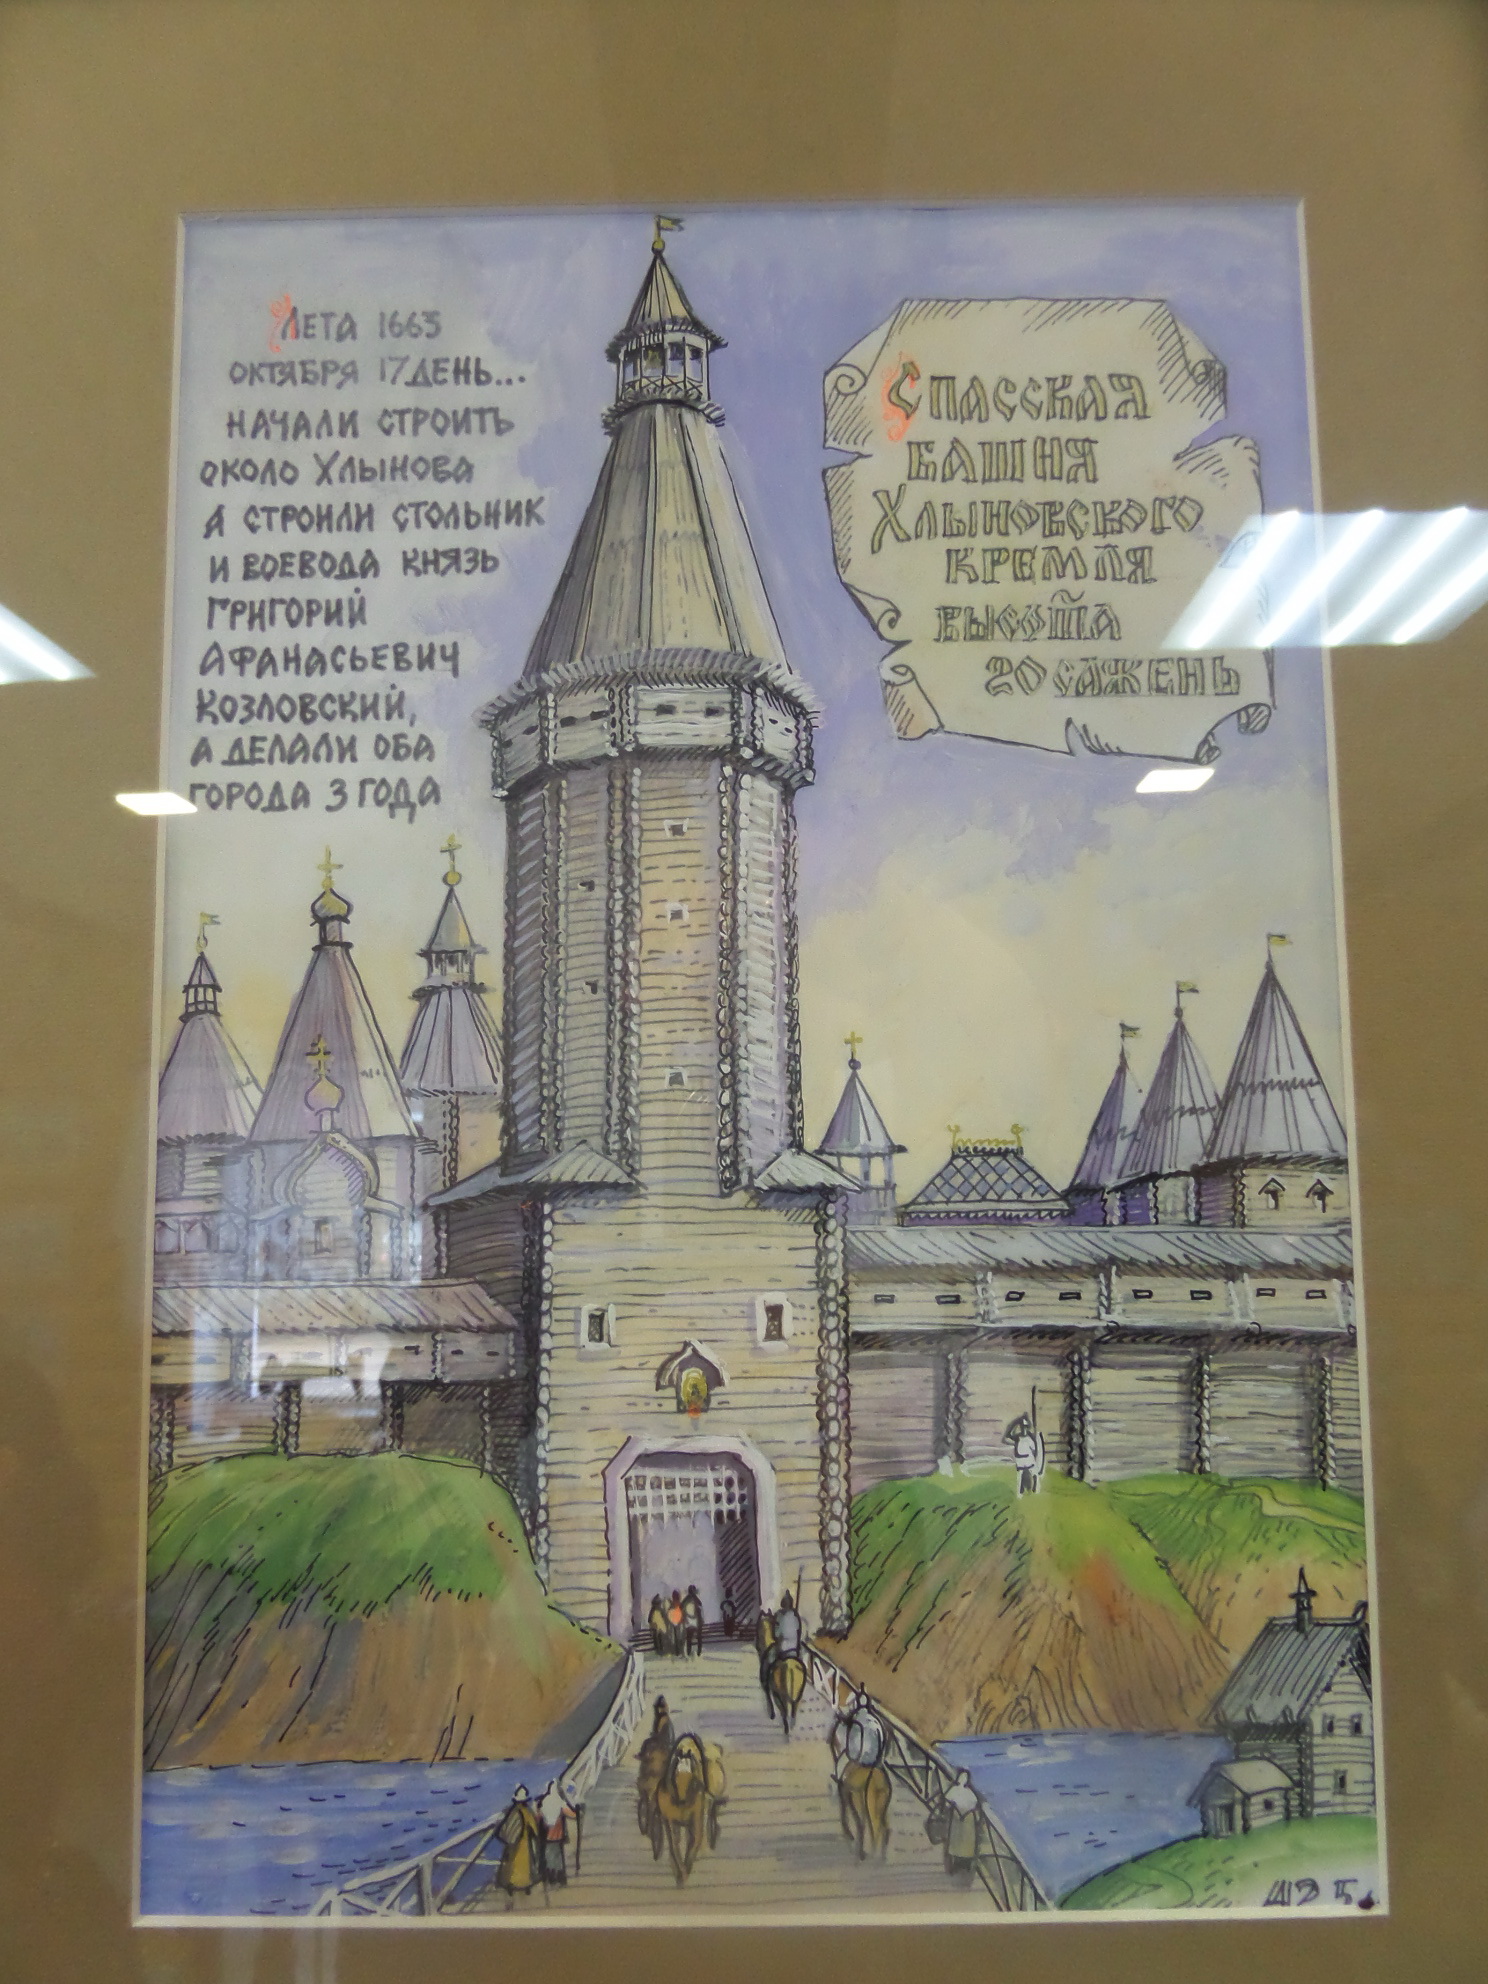 Лета 1663
октября 17 день...
начали строить
около Хлынова
а строили стольник
и воевода князь
Григорий
Афанасьевич
Козловский,
а делали оба
города 3 года
Спасская
башня
Хлыновского
кремля
высота
20 сажень